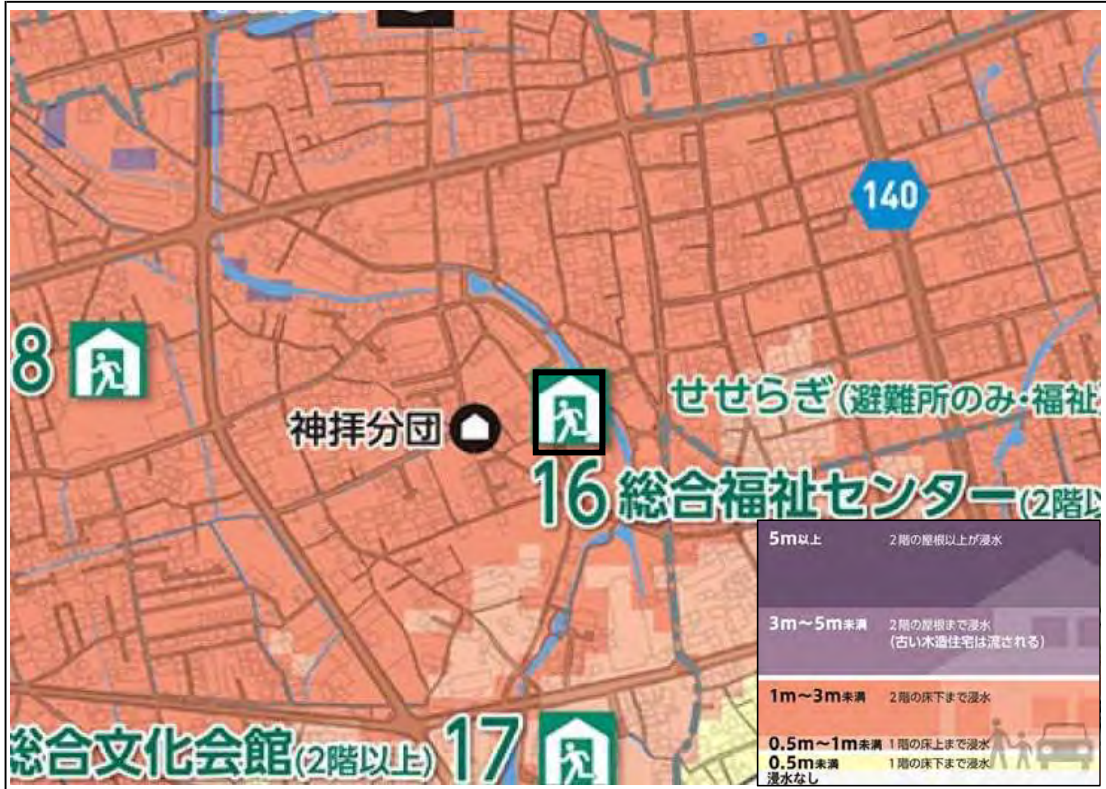 140
8
神拝分団
せせらぎ(避難所のみ・福祉
16 総合福祉センター(2階以
総合文化会館(2階以上) 17
5m以上 2階の屋根以上が浸水
3m〜5m未満 2階の屋根まで浸水
(古い木造住宅は流される)
1m〜3m未満 2階の床下まで浸水
0.5m〜1m未満 1階の床上まで浸水
0.5m未満 1階の床下まで浸水
浸水なし